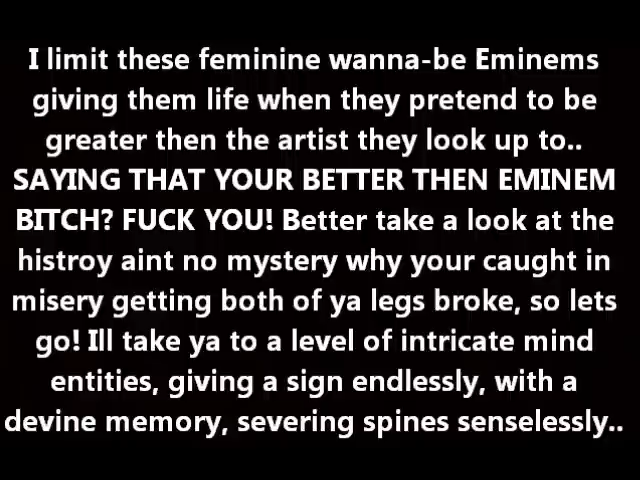 I limit these feminine wanna-be Eminems
giving them life when they pretend to be
greater then the artist they look up to..
SAYING THAT YOUR BETTER THEN EMINEM
BITCH? FUCK YOU! Better take a look at the
histroy aint no mystery why your caught in
misery getting both of ya legs broke, so lets
go! Ill take ya to a level of intricate mind
entities, giving a sign endlessly, with a
devine memory, severing spines senselessly..